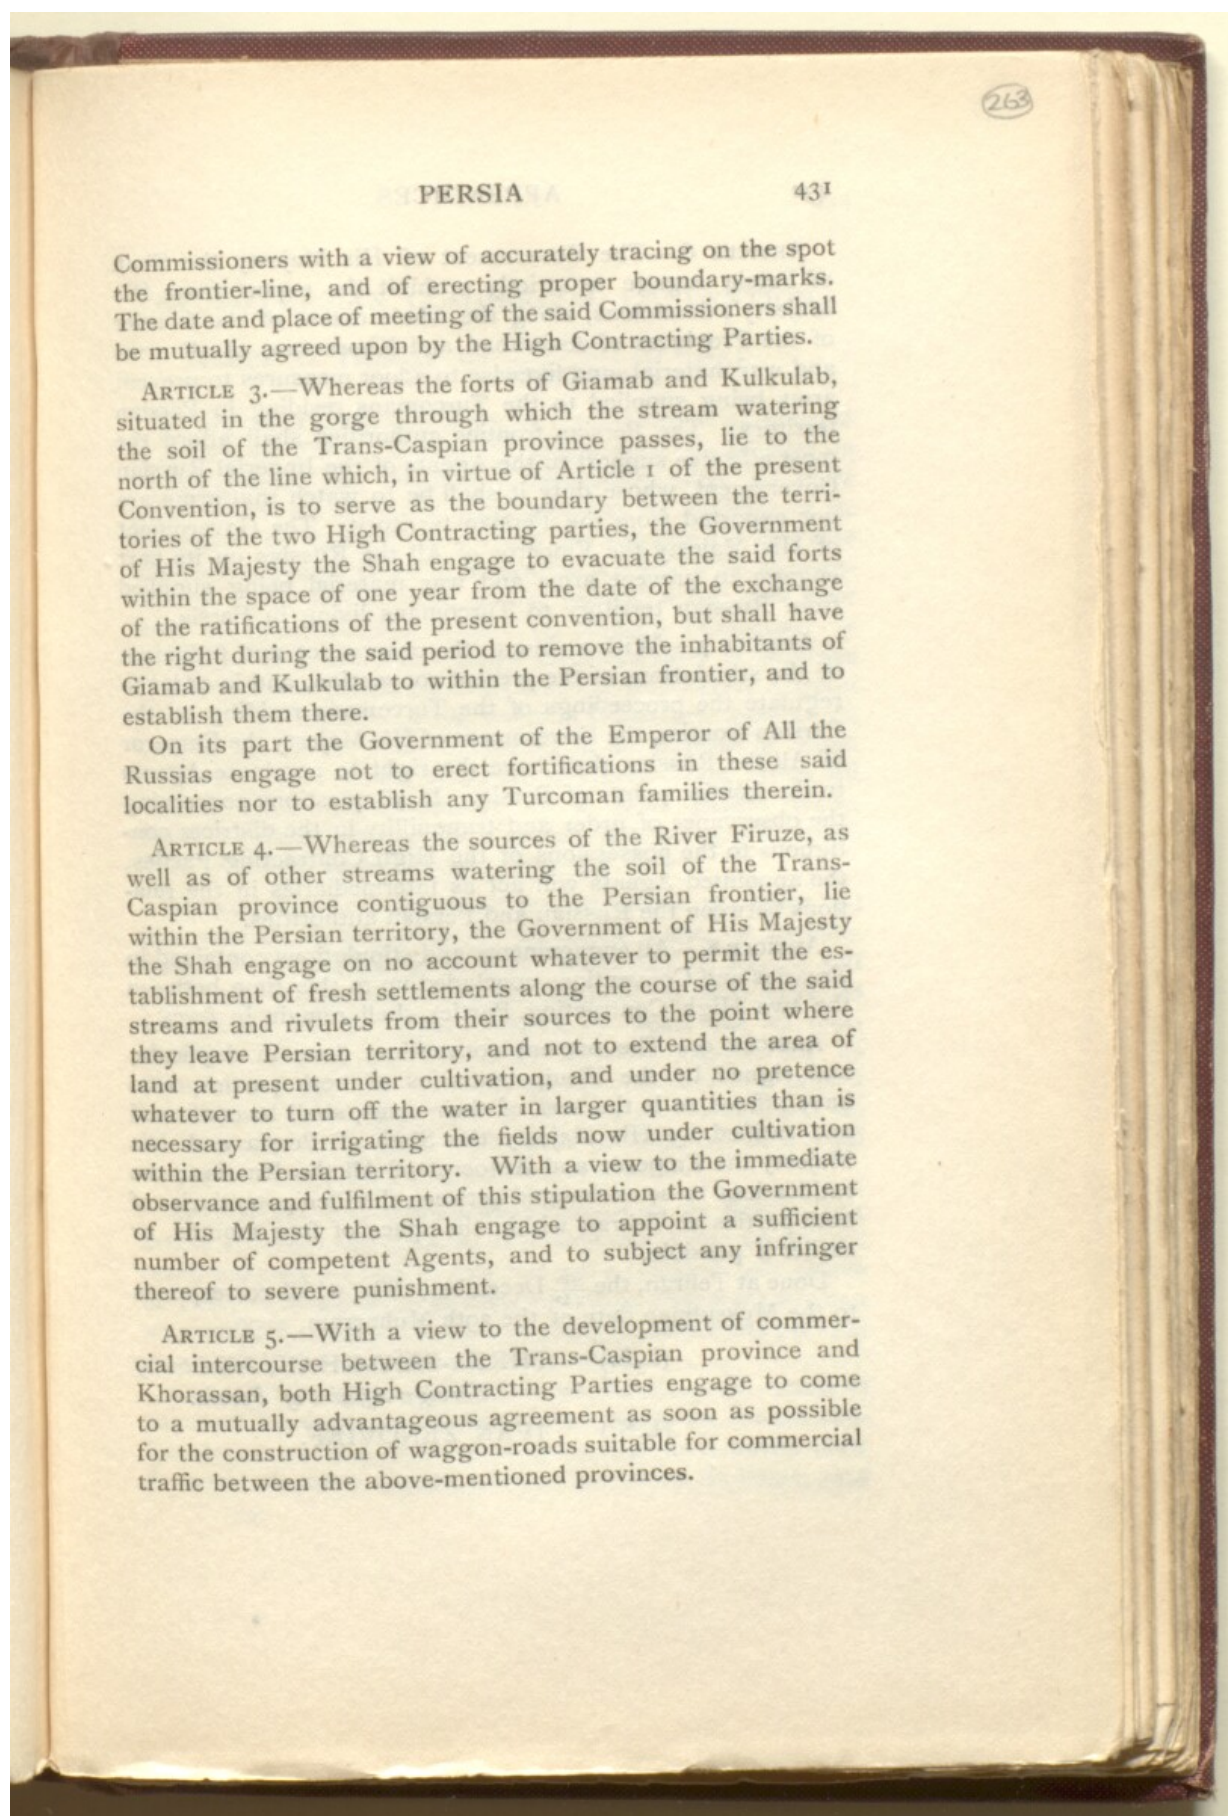 263
PERSIA 431
Commissioners with a view of accurately tracing on the spot
the frontier-line, and of erecting proper boundary-marks.
The date and place of meeting of the said Commissioners shall
be mutually agreed upon by the High Contracting Parties.
ARTICLE 3.—Whereas the forts of Giamab and Kulkulab,
situated in the gorge through which the stream watering
the soil of the Trans-Caspian province passes, lie to the
north of the line which, in virtue of Article 1 of the present
Convention, is to serve as the boundary between the terri-
tories of the two High Contracting parties, the Government
of His Majesty the Shah engage to evacuate the said forts
within the space of one year from the date of the exchange
of the ratifications of the present convention, but shall have
the right during the said period to remove the inhabitants of
Giamab and Kulkulab to within the Persian frontier, and to
establish them there.
On its part the Government of the Emperor of All the
Russias engage not to erect fortifications in these said
localities nor to establish any Turcoman families therein.
ARTICLE 4.—Whereas the sources of the River Firuze, as
well as of other streams watering the soil of the Trans-
Caspian province contiguous to the Persian frontier, lie
within the Persian territory, the Government of His Majesty
the Shah engage on no account whatever to permit the es-
tablishment of fresh settlements along the course of the said
streams and rivulets from their sources to the point where
they leave Persian territory, and not to extend the area of
land at present under cultivation, and under no pretence
whatever to turn off the water in larger quantities than is
necessary for irrigating the fields now under cultivation
within the Persian territory. With a view to the immediate
observance and fulfilment of this stipulation the Government
of His Majesty the Shah engage to appoint a sufficient
number of competent Agents, and to subject any infringer
thereof to severe punishment.
ARTICLE 5.—With a view to the development of commer-
cial intercourse between the Trans-Caspian province and
Khorassan, both High Contracting Parties engage to come
to a mutually advantageous agreement as soon as possible
for the construction of waggon-roads suitable for commercial
traffic between the above-mentioned provinces.